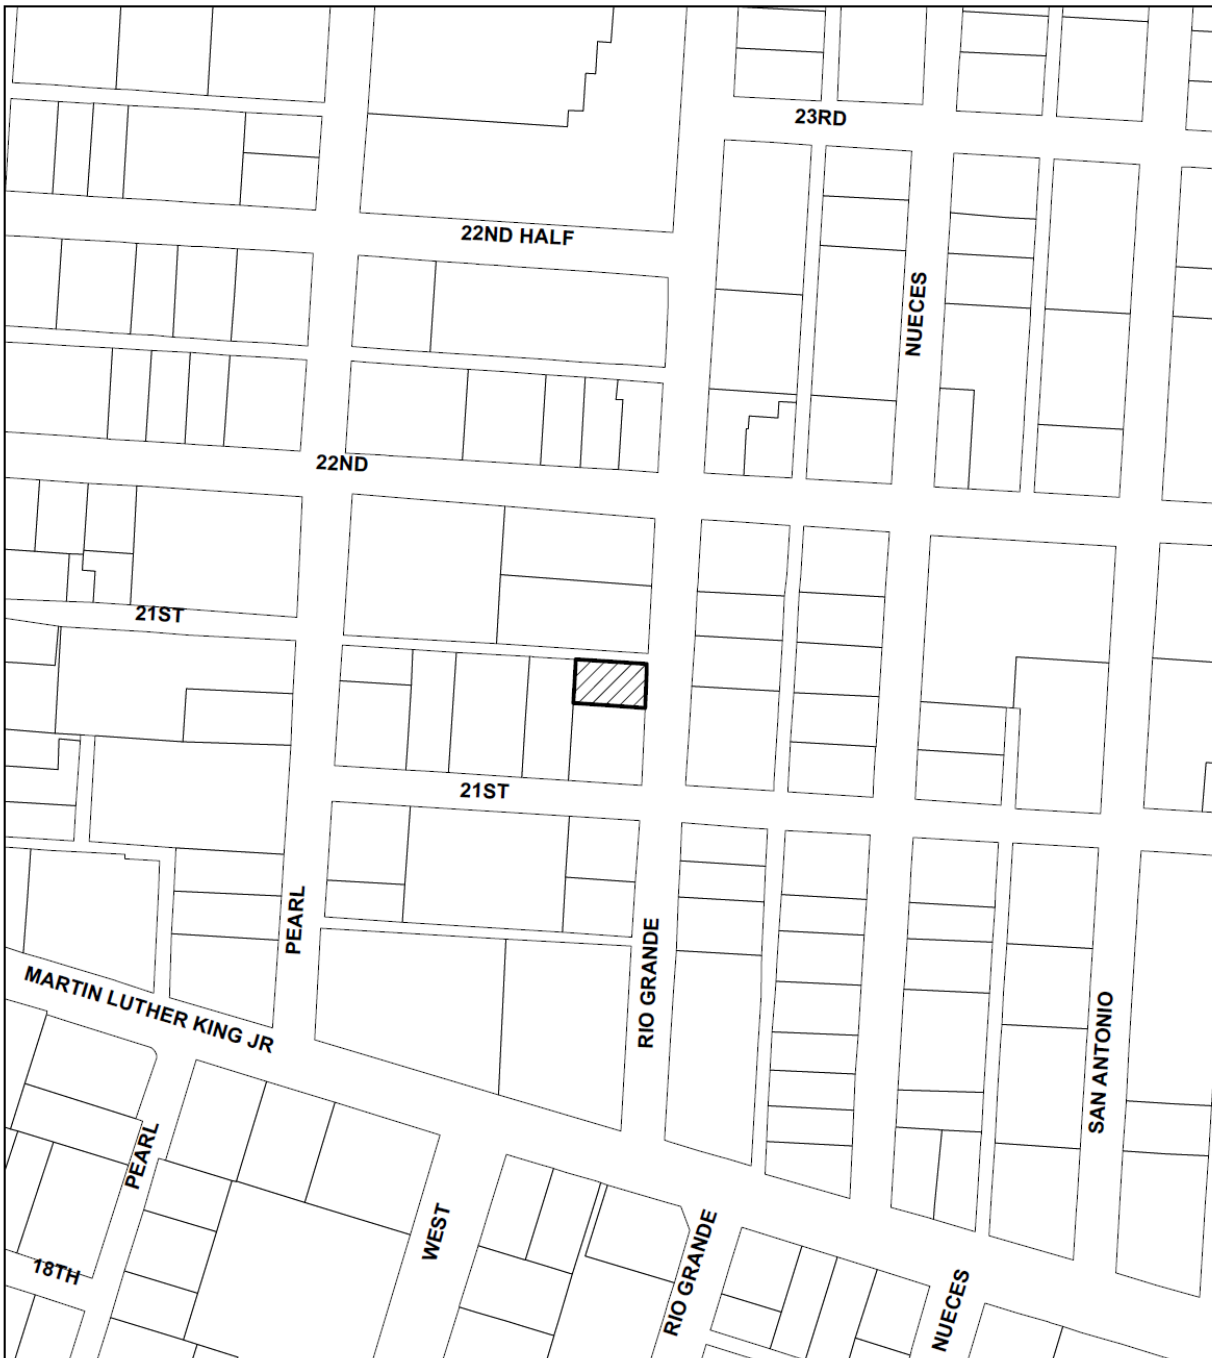 23RD
22ND HALF
NUECES
22ND
21ST
21ST
PEARL
RIO GRANDE
MARTIN LUTHER KING JR
SAN ANTONIO
PEARL
WEST
RIO GRANDE
18TH
NUECES